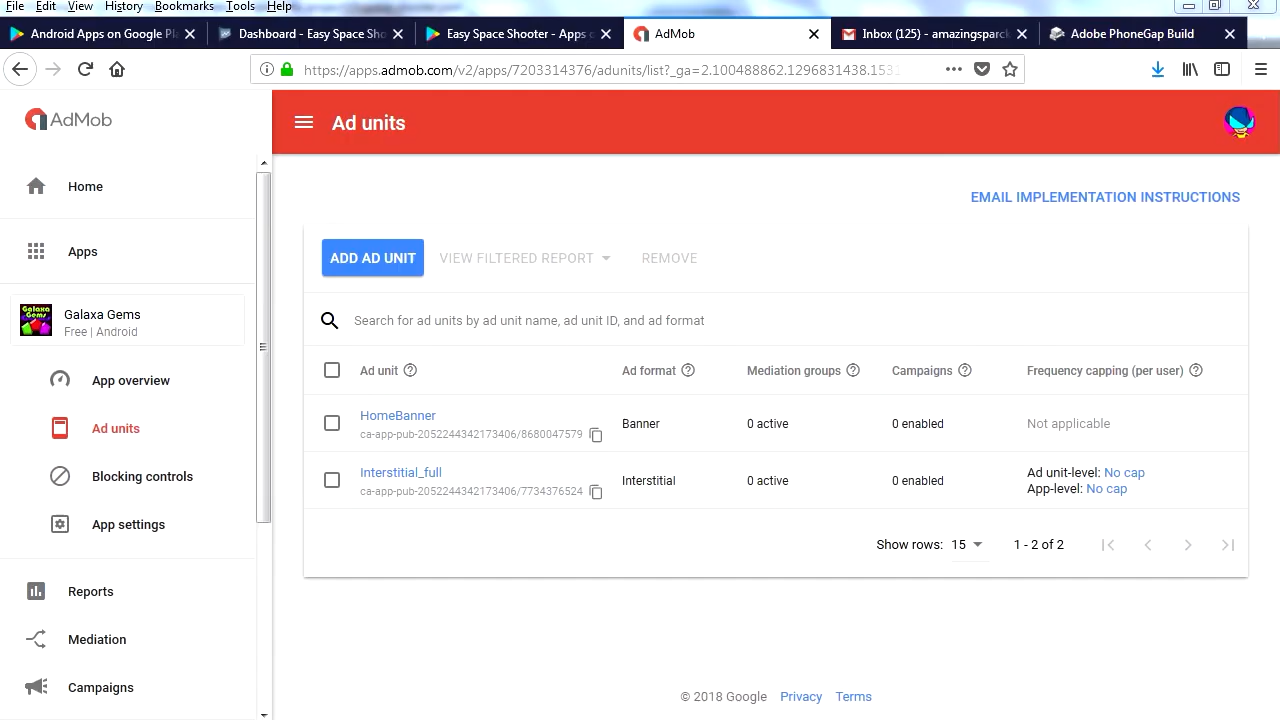 File Edit View History Bookmarks Tools Help
Android Apps on Google Pl
Dashboard - Easy Space Sho
Easy Space Shooter - Apps o
AdMob
Inbox (125) - amazingsparck
Adobe PhoneGap Build
https://apps.admob.com/v2/apps/7203314376/adunits/list?_ga=2.100488862.1296831438.1531
AdMob
Ad units
Home
EMAIL IMPLEMENTATION INSTRUCTIONS
Apps
ADD AD UNIT VIEW FILTERED REPORT REMOVE
Galaxa Gems
Galaxa Gems
Free | Android
Search for ad units by ad unit name, ad unit ID, and ad format
App overview
Ad units
Blocking controls
App settings
Ad unit Ad format Mediation groups Campaigns Frequency capping (per user)
HomeBanner
ca-app-pub-2052244342173406/8680047579
Banner 0 active 0 enabled Not applicable
Interstitial_full
ca-app-pub-2052244342173406/7734376524
Interstitial 0 active 0 enabled
Ad unit-level: No cap
App-level: No cap
Show rows: 15 1 - 2 of 2
Reports
Mediation
Campaigns
© 2018 Google Privacy Terms